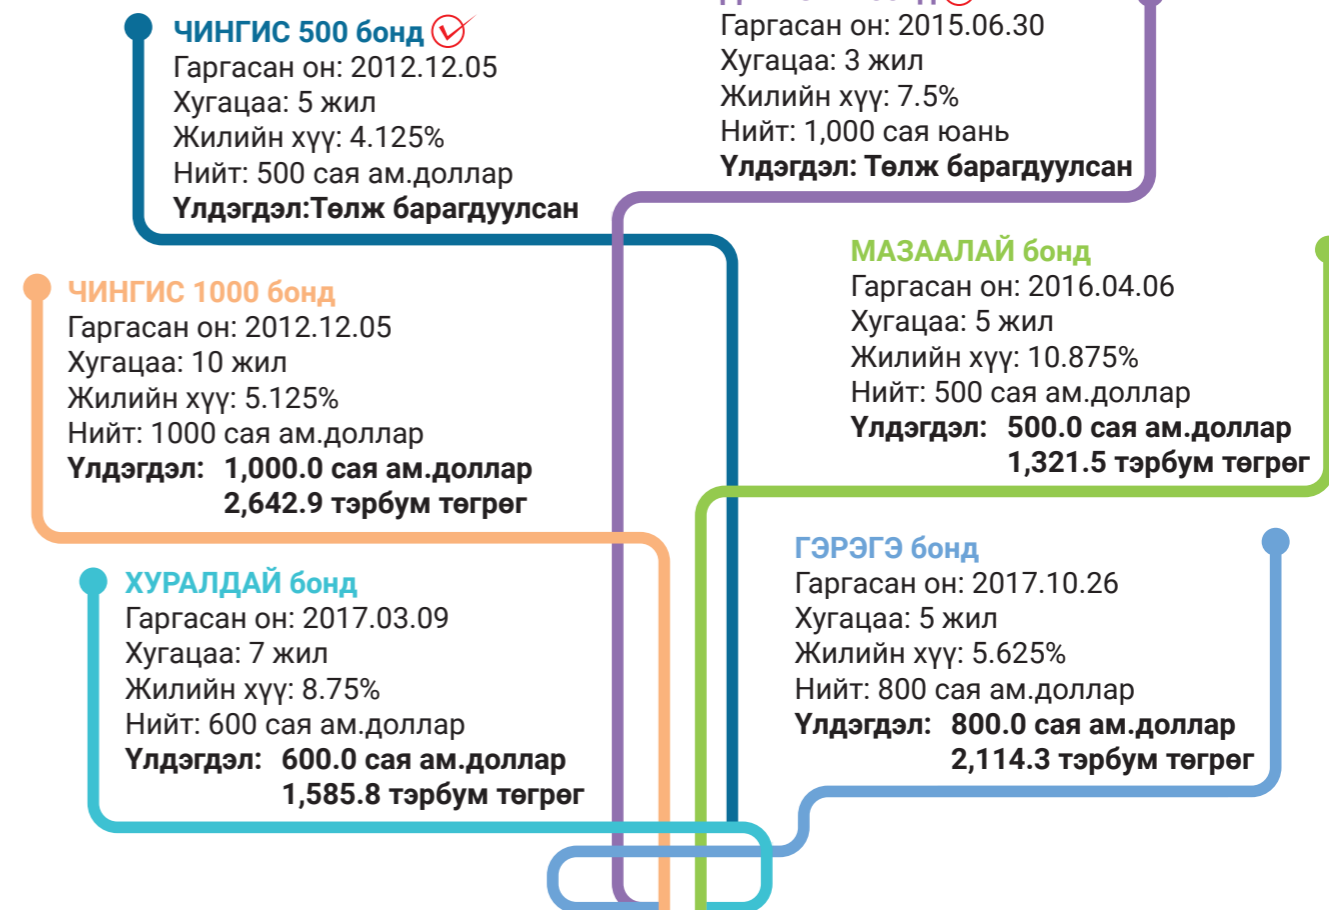 ЧИНГИС 500 бонд
Гаргасан он: 2012.12.05
Хугацаа: 5 жил
Жилийн хүү: 4.125%
Нийт: 500 сая ам.доллар
Үлдэгдэл:Төлж барагдуулсан
Гаргасан он: 2015.06.30
Хугацаа: 3 жил
Жилийн хүү: 7.5%
Нийт: 1,000 сая юань
Үлдэгдэл: Төлж барагдуулсан
МАЗААЛАЙ бонд
Гаргасан он: 2016.04.06
Хугацаа: 5 жил
Жилийн хүү: 10.875%
Нийт: 500 сая ам.доллар
Үлдэгдэл: 500.0 сая ам.доллар
1,321.5 тэрбум төгрөг
ЧИНГИС 1000 бонд
Гаргасан он: 2012.12.05
Хугацаа: 10 жил
Жилийн хүү: 5.125%
Нийт: 1000 сая ам.доллар
Үлдэгдэл: 1,000.0 сая ам.доллар
2,642.9 тэрбум төгрөг
ГЭРЭГЭ бонд
Гаргасан он: 2017.10.26
Хугацаа: 5 жил
Жилийн хүү: 5.625%
Нийт: 800 сая ам.доллар
Үлдэгдэл: 800.0 сая ам.доллар
2,114.3 тэрбум төгрөг
ХУРАЛДАЙ бонд
Гаргасан он: 2017.03.09
Хугацаа: 7 жил
Жилийн хүү: 8.75%
Нийт: 600 сая ам.доллар
Үлдэгдэл: 600.0 сая ам.доллар
1,585.8 тэрбум төгрөг